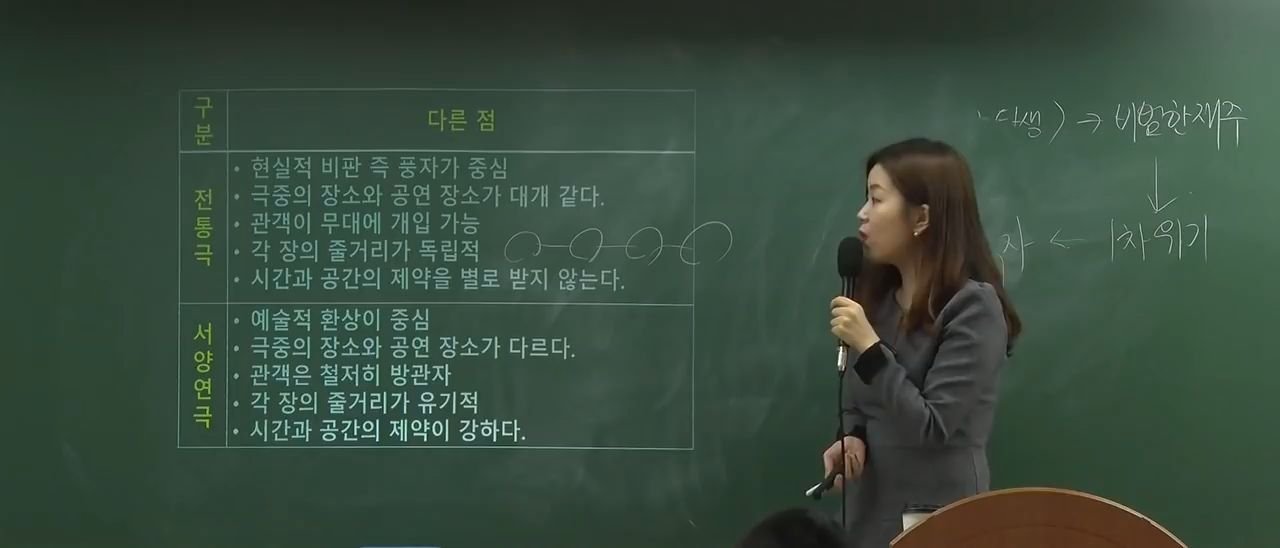 구분
다른 점
전통극
• 현실적 비판 즉 풍자가 중심
• 극중의 장소와 공연 장소가 대개 같다.
• 관객이 무대에 개입 가능
• 각 장의 줄거리가 독립적
• 시간과 공간의 제약을 별로 받지 않는다.
서양연극
• 예술적 환상이 중심
• 극중의 장소와 공연 장소가 다르다.
• 관객은 철저히 방관자
• 각 장의 줄거리가 유기적
• 시간과 공간의 제약이 강하다.
) → 비범한 재주
↓
자 ← 1차 위기